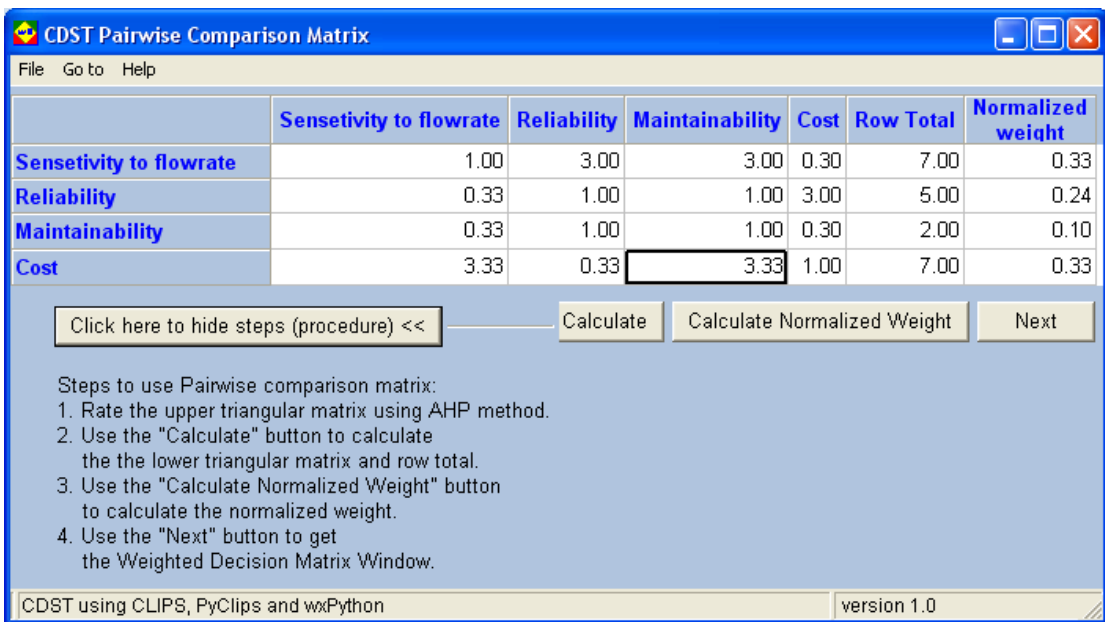 CDST Pairwise Comparison Matrix
File Go to Help
Sensetivity to flowrate Reliability Maintainability Cost Row Total Normalized weight
Sensetivity to flowrate 1.00 3.00 3.00 0.30 7.00 0.33
Reliability 0.33 1.00 1.00 3.00 5.00 0.24
Maintainability 0.33 1.00 1.00 0.30 2.00 0.10
Cost 3.33 0.33 3.33 1.00 7.00 0.33
Click here to hide steps (procedure) << Calculate Calculate Normalized Weight Next
Steps to use Pairwise comparison matrix:
1. Rate the upper triangular matrix using AHP method.
2. Use the "Calculate" button to calculate
the the lower triangular matrix and row total.
3. Use the "Calculate Normalized Weight" button
to calculate the normalized weight.
4. Use the "Next" button to get
the Weighted Decision Matrix Window.
CDST using CLIPS, PyClips and wxPython version 1.0